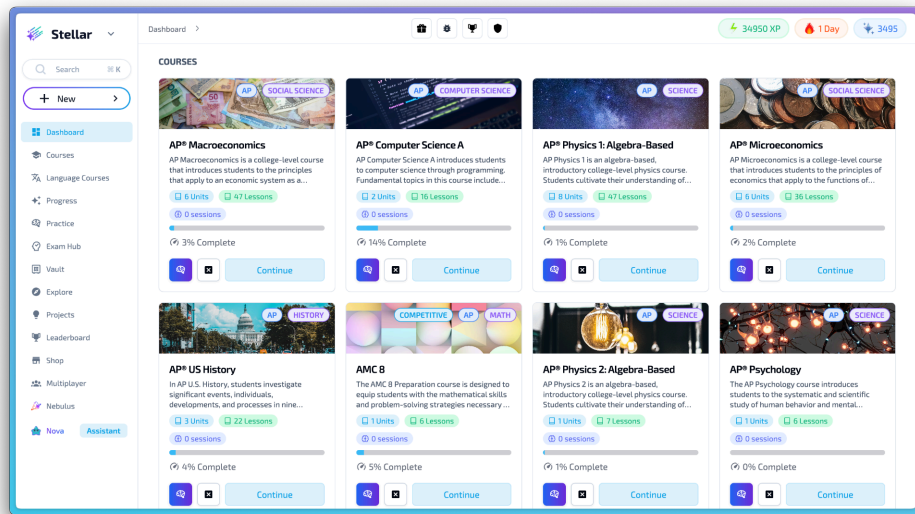 Stellar
Dashboard
34950 XP
1 Day
3495
Search
⌘ K
New
Dashboard
Courses
Language Courses
Progress
Practice
Exam Hub
Vault
Explore
Projects
Leaderboard
Shop
Multiplayer
Nebulus
Nova Assistant
COURSES
AP SOCIAL SCIENCE
AP® Macroeconomics
AP Macroeconomics is a college-level course
that introduces students to the principles
that apply to an economic system as a...
6 Units 47 Lessons
0 sessions
3% Complete
Continue
AP COMPUTER SCIENCE
AP® Computer Science A
AP Computer Science A introduces students
to computer science through programming.
Fundamental topics in this course include...
2 Units 16 Lessons
0 sessions
14% Complete
Continue
AP SCIENCE
AP® Physics 1: Algebra-Based
AP Physics 1 is an algebra-based,
introductory college-level physics course.
Students cultivate their understanding of...
8 Units 47 Lessons
0 sessions
1% Complete
Continue
AP SOCIAL SCIENCE
AP® Microeconomics
AP Microeconomics is a college-level course
that introduces students to the principles of
economics that apply to the functions of...
6 Units 36 Lessons
0 sessions
2% Complete
Continue
AP HISTORY
AP® US History
In AP U.S. History, students investigate
significant events, individuals,
developments, and processes in nine...
3 Units 22 Lessons
0 sessions
4% Complete
Continue
COMPETITIVE AP MATH
AMC 8
The AMC 8 Preparation course is designed to
equip students with the mathematical skills
and problem-solving strategies necessary ...
1 Units 6 Lessons
0 sessions
5% Complete
Continue
AP SCIENCE
AP® Physics 2: Algebra-Based
AP Physics 2 is an algebra-based,
introductory college-level physics course.
Students cultivate their understanding of...
1 Units 7 Lessons
0 sessions
1% Complete
Continue
AP SCIENCE
AP® Psychology
The AP Psychology course introduces
students to the systematic and scientific
study of human behavior and mental...
1 Units 6 Lessons
0 sessions
0% Complete
Continue